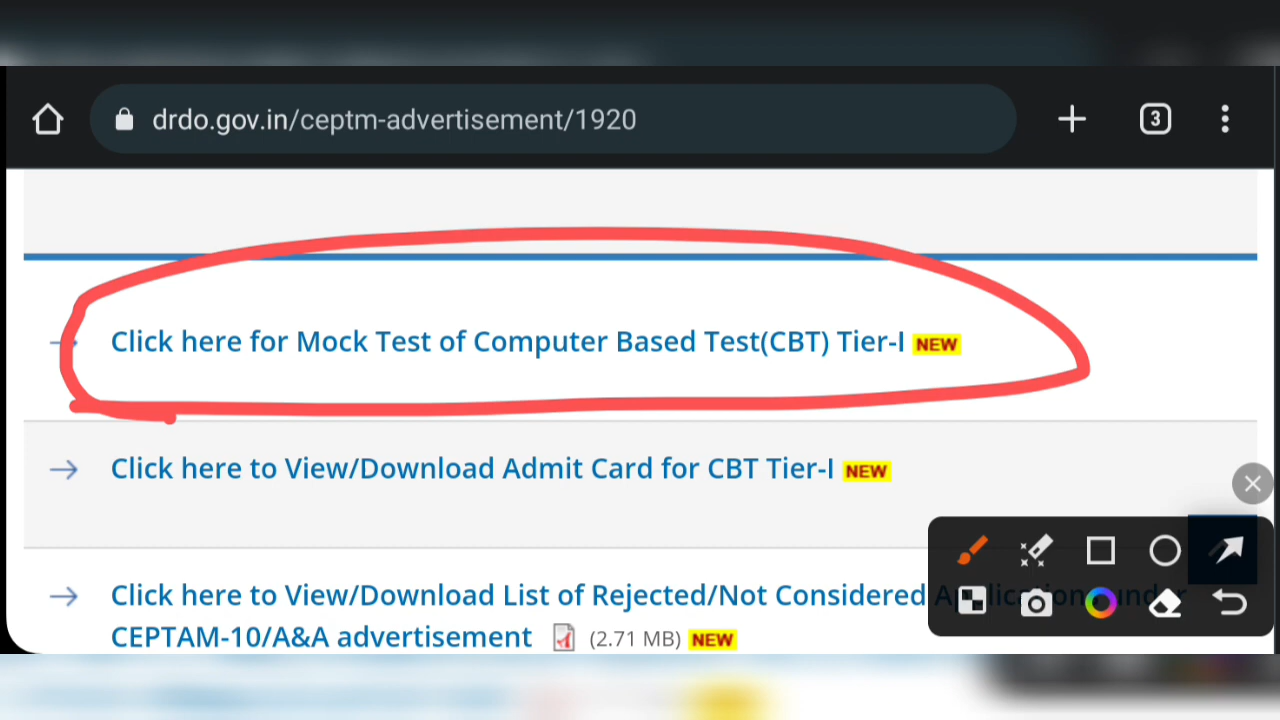 drdo.gov.in/ceptm-advertisement/1920
3
Click here for Mock Test of Computer Based Test(CBT) Tier-I NEW
Click here to View/Download Admit Card for CBT Tier-I NEW
Click here to View/Download List of Rejected/Not Considered Application under
CEPTAM-10/A&A advertisement (2.71 MB) NEW